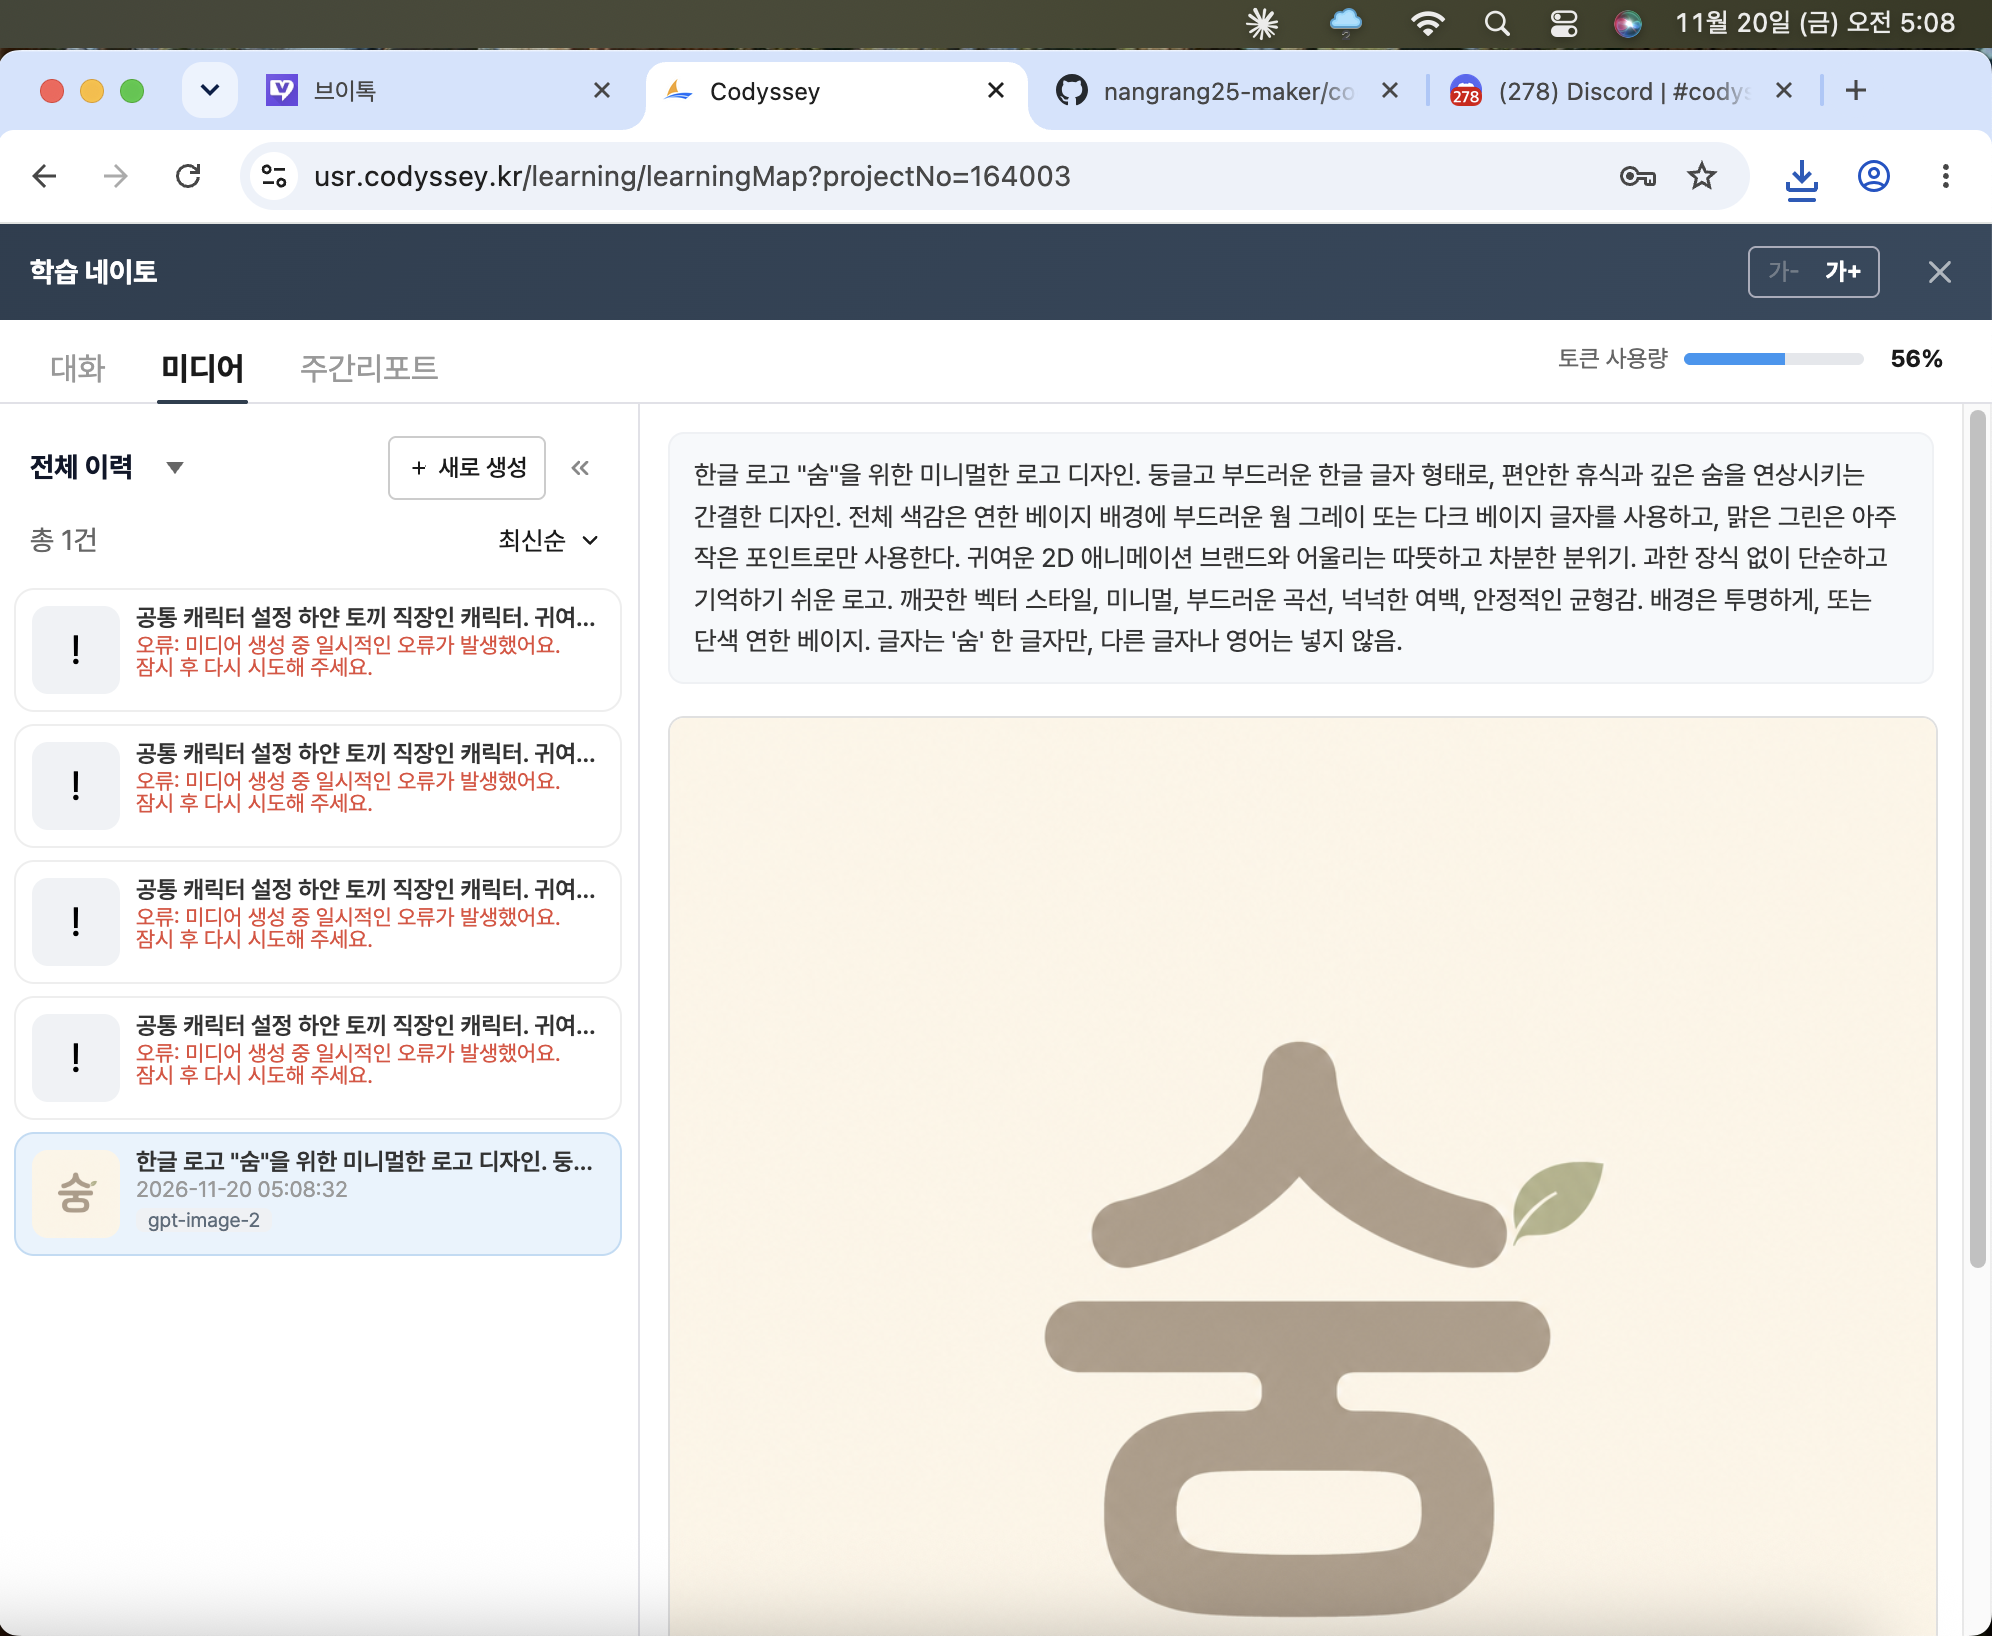 11월 20일 (금) 오전 5:08
브이톡
Codyssey
nangrang25-maker/co
278
(278) Discord | #codys
usr.codyssey.kr/learning/learningMap?projectNo=164003
학습 네이토
가- 가+
대화
미디어
주간리포트
토큰 사용량
56%
전체 이력
+ 새로 생성
총 1건
최신순
!
공통 캐릭터 설정 하얀 토끼 직장인 캐릭터. 귀여...
오류: 미디어 생성 중 일시적인 오류가 발생했어요.
잠시 후 다시 시도해 주세요.
!
공통 캐릭터 설정 하얀 토끼 직장인 캐릭터. 귀여...
오류: 미디어 생성 중 일시적인 오류가 발생했어요.
잠시 후 다시 시도해 주세요.
!
공통 캐릭터 설정 하얀 토끼 직장인 캐릭터. 귀여...
오류: 미디어 생성 중 일시적인 오류가 발생했어요.
잠시 후 다시 시도해 주세요.
!
공통 캐릭터 설정 하얀 토끼 직장인 캐릭터. 귀여...
오류: 미디어 생성 중 일시적인 오류가 발생했어요.
잠시 후 다시 시도해 주세요.
숨
한글 로고 "숨"을 위한 미니멀한 로고 디자인. 둥...
2026-11-20 05:08:32
gpt-image-2
한글 로고 "숨"을 위한 미니멀한 로고 디자인. 둥글고 부드러운 한글 글자 형태로, 편안한 휴식과 깊은 숨을 연상시키는
간결한 디자인. 전체 색감은 연한 베이지 배경에 부드러운 웜 그레이 또는 다크 베이지 글자를 사용하고, 맑은 그린은 아주
작은 포인트로만 사용한다. 귀여운 2D 애니메이션 브랜드와 어울리는 따뜻하고 차분한 분위기. 과한 장식 없이 단순하고
기억하기 쉬운 로고. 깨끗한 벡터 스타일, 미니멀, 부드러운 곡선, 넉넉한 여백, 안정적인 균형감. 배경은 투명하게, 또는
단색 연한 베이지. 글자는 '숨' 한 글자만, 다른 글자나 영어는 넣지 않음.
숨